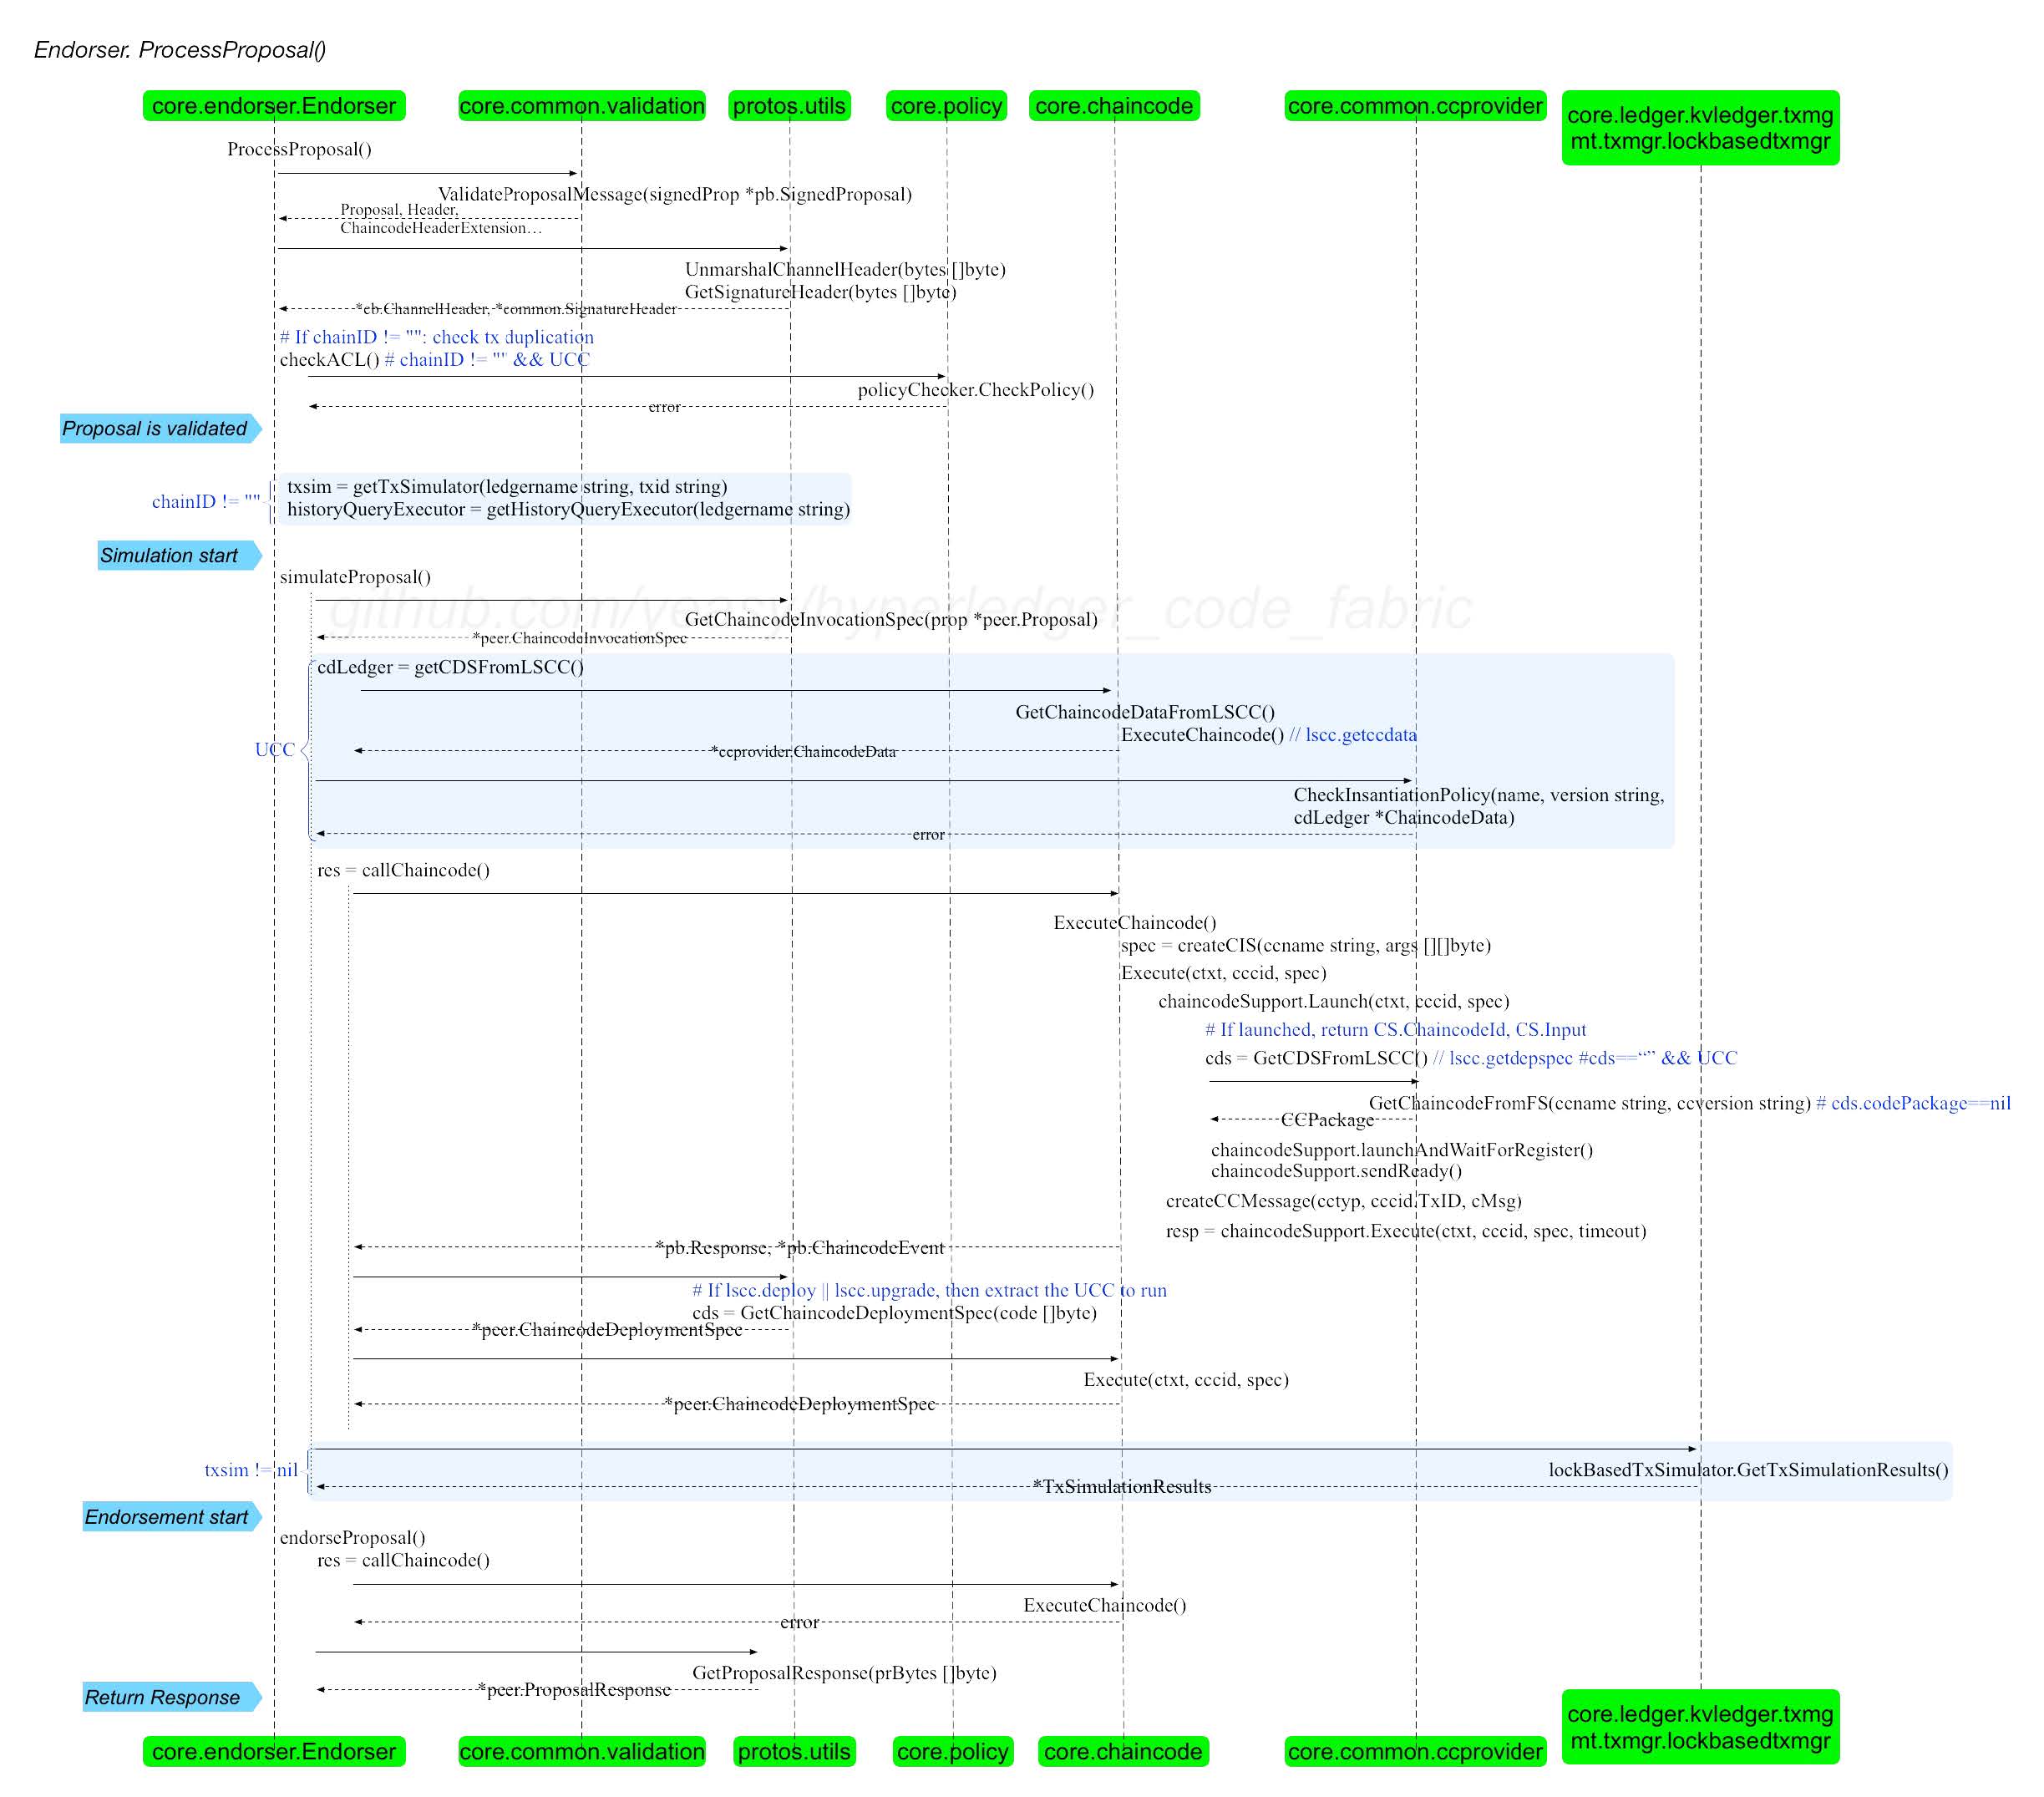 Endorser. ProcessProposal()
core.endorser.Endorser
core.common.validation
protos.utils
core.policy
core.chaincode
core.common.ccprovider
core.ledger.kvledger.txmg
mt.txmgr.lockbasedtxmgr
ProcessProposal()
ValidateProposalMessage(signedProp *pb.SignedProposal)
Proposal, Header,
ChaincodeHeaderExtension…
UnmarshalChannelHeader(bytes []byte)
GetSignatureHeader(bytes []byte)
*cb.ChannelHeader, *common.SignatureHeader
# If chainID != "": check tx duplication
checkACL() # chainID != "" && UCC
policyChecker.CheckPolicy()
error
Proposal is validated
chainID != ""
txsim = getTxSimulator(ledgername string, txid string)
historyQueryExecutor = getHistoryQueryExecutor(ledgername string)
Simulation start
simulateProposal()
github.com/yeasy/hyperledger_code_fabric
GetChaincodeInvocationSpec(prop *peer.Proposal)
*peer.ChaincodeInvocationSpec
cdLedger = getCDSFromLSCC()
GetChaincodeDataFromLSCC()
ExecuteChaincode() // lscc.getccdata
UCC
*ccprovider.ChaincodeData
CheckInsantiationPolicy(name, version string,
cdLedger *ChaincodeData)
error
res = callChaincode()
ExecuteChaincode()
spec = createCIS(ccname string, args [][]byte)
Execute(ctxt, cccid, spec)
chaincodeSupport.Launch(ctxt, cccid, spec)
# If launched, return CS.ChaincodeId, CS.Input
cds = GetCDSFromLSCC() // lscc.getdepspec #cds==“” && UCC
GetChaincodeFromFS(ccname string, ccversion string) # cds.codePackage==nil
CCPackage
chaincodeSupport.launchAndWaitForRegister()
chaincodeSupport.sendReady()
createCCMessage(cctyp, cccid.TxID, cMsg)
resp = chaincodeSupport.Execute(ctxt, cccid, spec, timeout)
*pb.Response, *pb.ChaincodeEvent
# If lscc.deploy || lscc.upgrade, then extract the UCC to run
cds = GetChaincodeDeploymentSpec(code []byte)
*peer.ChaincodeDeploymentSpec
Execute(ctxt, cccid, spec)
*peer.ChaincodeDeploymentSpec
txsim != nil
lockBasedTxSimulator.GetTxSimulationResults()
*TxSimulationResults
Endorsement start
endorseProposal()
res = callChaincode()
ExecuteChaincode()
error
GetProposalResponse(prBytes []byte)
*peer.ProposalResponse
Return Response
core.endorser.Endorser
core.common.validation
protos.utils
core.policy
core.chaincode
core.common.ccprovider
core.ledger.kvledger.txmg
mt.txmgr.lockbasedtxmgr